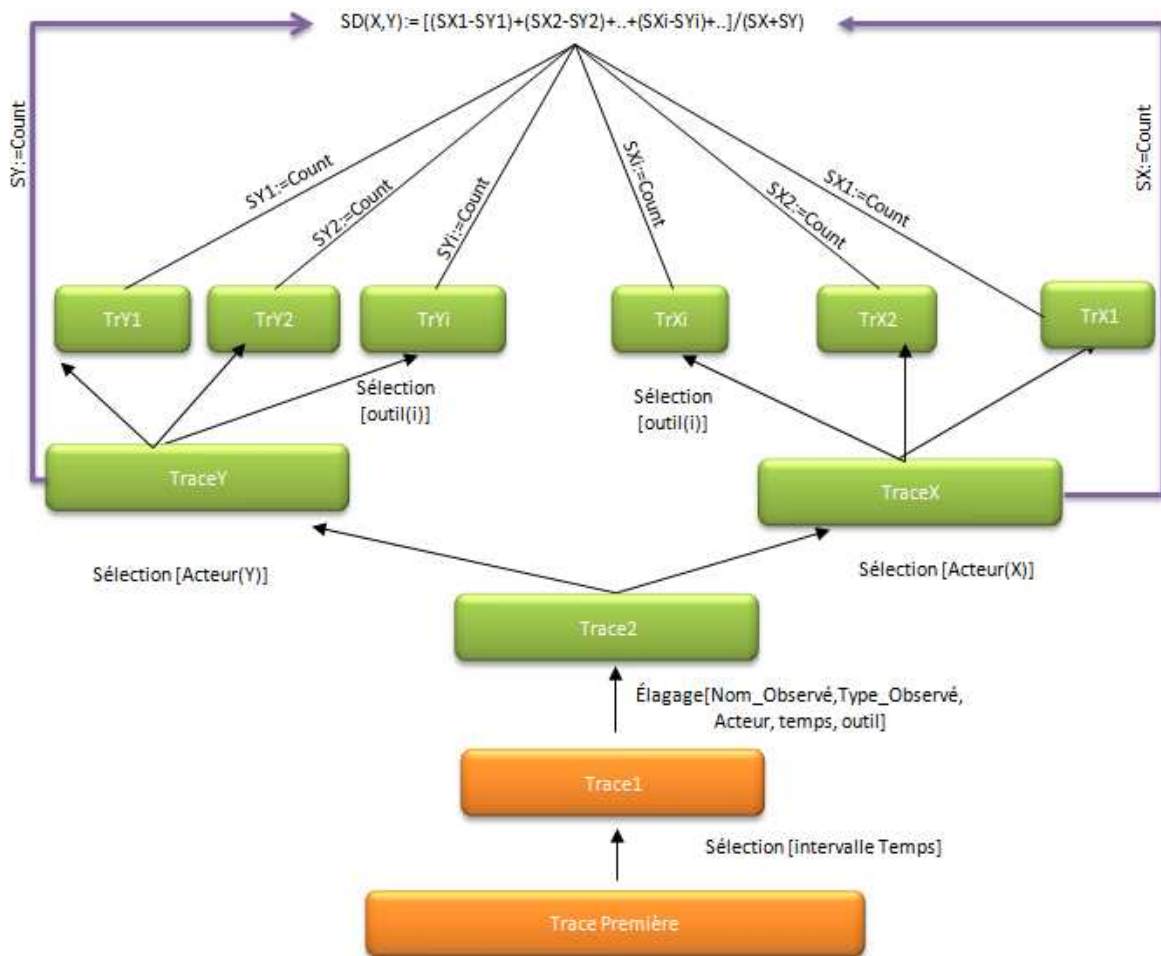 SD(X,Y):= [(SX1-SY1)+(SX2-SY2)+..+(SXi-SYi)+..]/(SX+SY)
SY:=Count
SX:=Count
SY1:=Count
SY2:=Count
SYi:=Count
SXi:=Count
SX2:=Count
SX1:=Count
TrY1
TrY2
TrYi
TrXi
TrX2
TrX1
Sélection
[outil(i)]
Sélection
[outil(i)]
TraceY
TraceX
Sélection [Acteur(Y)]
Sélection [Acteur(X)]
Trace2
Élagage[Nom_Observé,Type_Observé,
Acteur, temps, outil]
Trace1
Sélection [intervalle Temps]
Trace Première